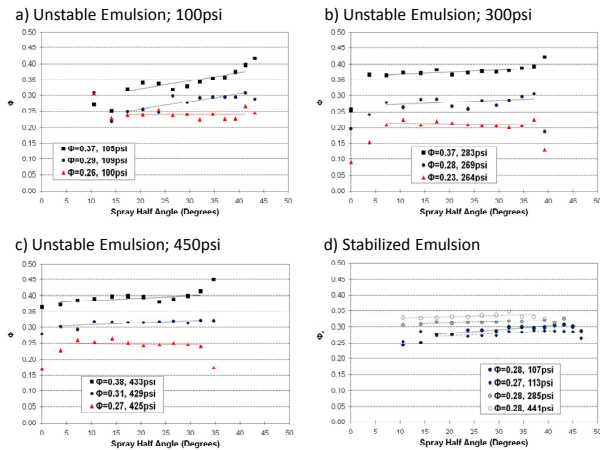 a) Unstable Emulsion; 100psi
b) Unstable Emulsion; 300psi
0.50
0.45
0.40
0.35
0.30
0.25
0.20
0.15
0.10
0.05
0.00
Φ
Φ=0.37, 105psi
Φ=0.29, 109psi
Φ=0.26, 100psi
0 5 10 15 20 25 30 35 40 45 50
Spray Half Angle (Degrees)
0.50
0.45
0.40
0.35
0.30
0.25
0.20
0.15
0.10
0.05
0.00
Φ
Φ=0.37, 283psi
Φ=0.28, 269psi
Φ=0.23, 264psi
0 5 10 15 20 25 30 35 40 45 50
Spray Half Angle (Degrees)
c) Unstable Emulsion; 450psi
d) Stabilized Emulsion
0.50
0.45
0.40
0.35
0.30
0.25
0.20
0.15
0.10
0.05
0.00
Φ
Φ=0.38, 433psi
Φ=0.31, 429psi
Φ=0.27, 425psi
0 5 10 15 20 25 30 35 40 45 50
Spray Half Angle (Degrees)
0.50
0.45
0.40
0.35
0.30
0.25
0.20
0.15
0.10
0.05
0.00
Φr
Φ=0.28, 107psi
Φ=0.27, 113psi
Φ=0.28, 285psi
Φ=0.28, 441psi
0 5 10 15 20 25 30 35 40 45 50
Spray Half Angle (Degrees)